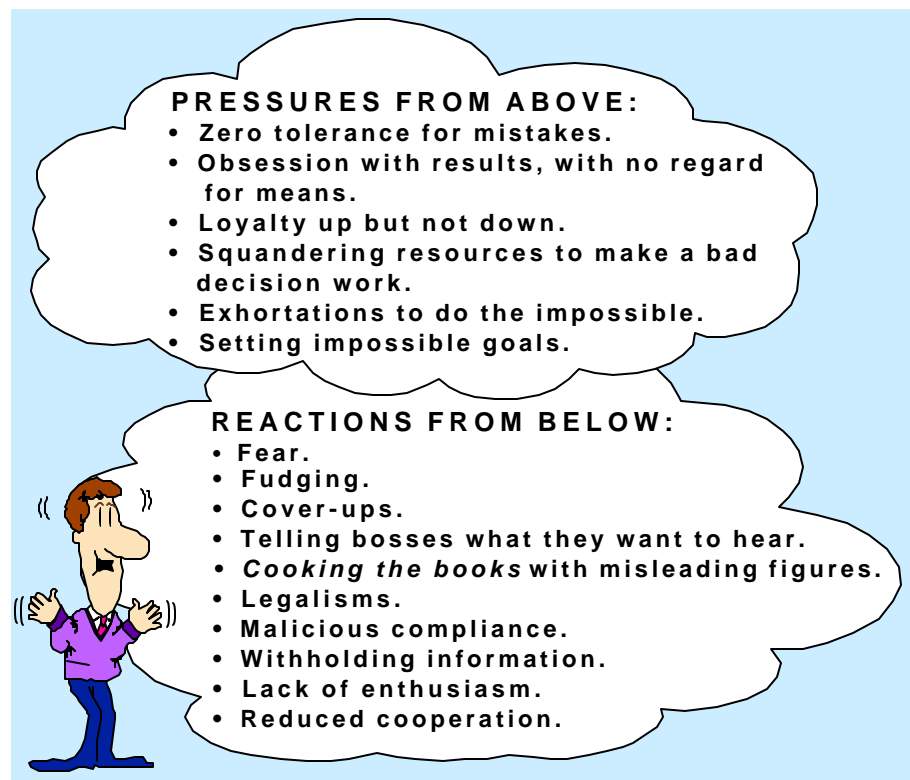 PRESSURES FROM ABOVE:
• Zero tolerance for mistakes.
• Obsession with results, with no regard
for means.
• Loyalty up but not down.
• Squandering resources to make a bad
decision work.
• Exhortations to do the impossible.
• Setting impossible goals.
REACTIONS FROM BELOW:
• Fear.
• Fudging.
• Cover-ups.
• Telling bosses what they want to hear.
• Cooking the books with misleading figures.
• Legalisms.
• Malicious compliance.
• Withholding information.
• Lack of enthusiasm.
• Reduced cooperation.